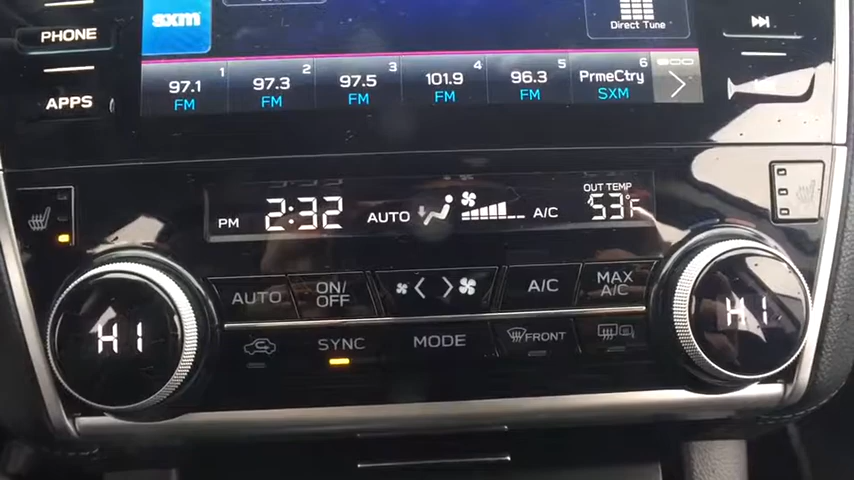 PHONE
APPS
sxm
Direct Tune
1 97.1 FM
2 97.3 FM
3 97.5 FM
4 101.9 FM
5 96.3 FM
6 PrmeCtry SXM
PM 2:32 AUTO A/C OUT TEMP 53°F
AUTO ON/OFF A/C MAX A/C
HI HI
SYNC MODE FRONT